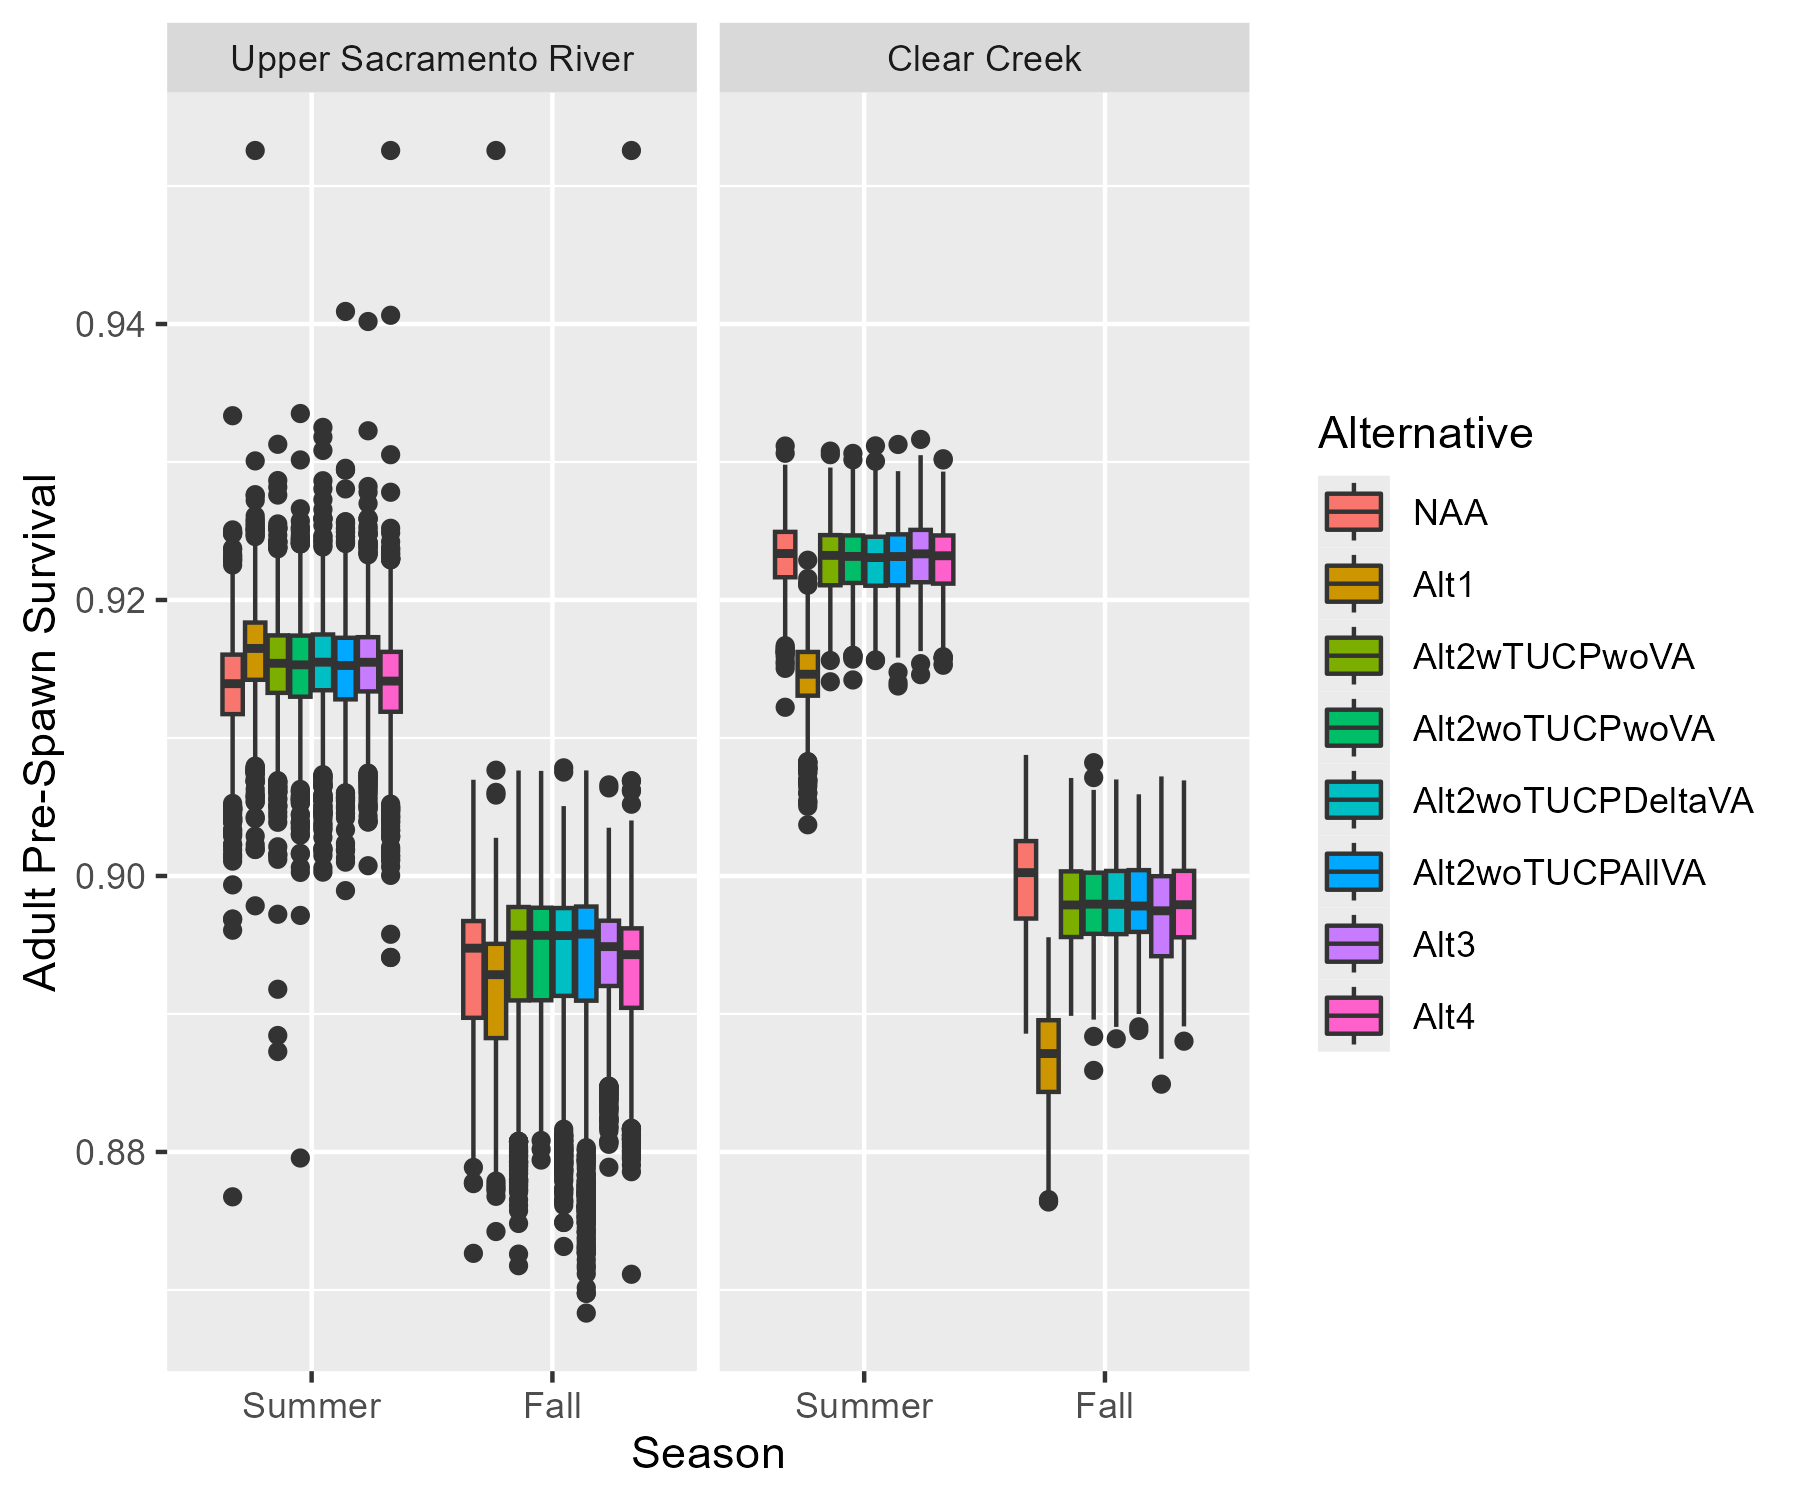 Upper Sacramento River
Clear Creek
Adult Pre-Spawn Survival
0.94
0.92
0.90
0.88
Summer
Fall
Summer
Fall
Season
Alternative
NAA
Alt1
Alt2wTUCPwoVA
Alt2woTUCPwoVA
Alt2woTUCPDeltaVA
Alt2woTUCPAllVA
Alt3
Alt4